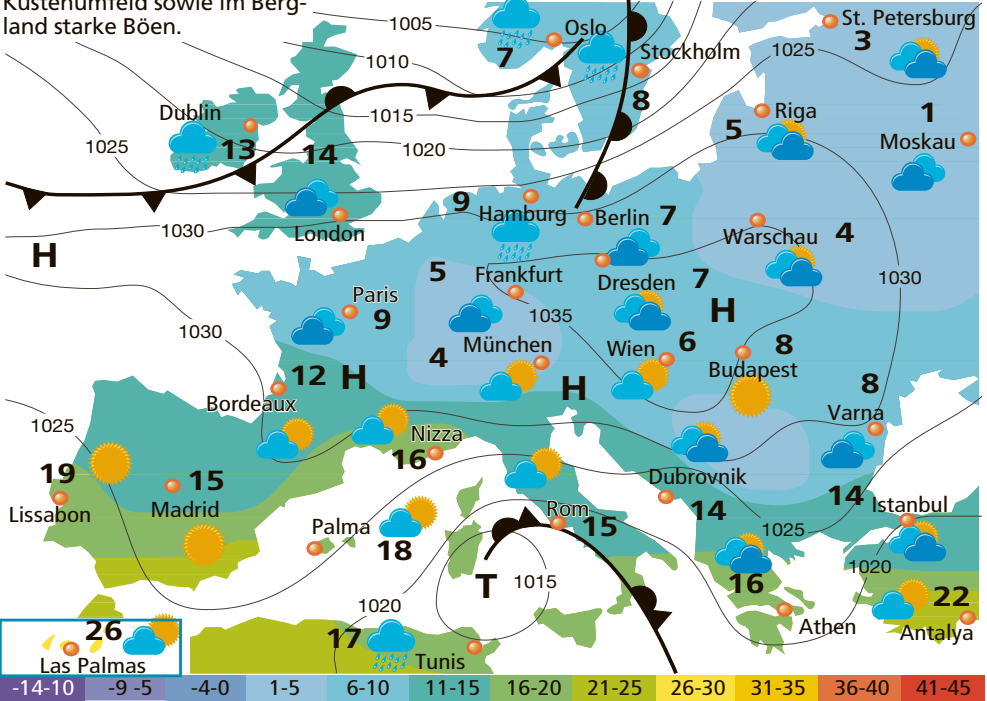 Küstenumfeld sowie im Berg-
land starke Böen.
1005
Oslo
7
St. Petersburg
3
1025
Stockholm
1010
8
Dublin
13
1015
Riga
5
1
Moskau
1025
14
1020
9
Hamburg
Berlin
7
London
1030
Warschau
4
H
5
Frankfurt
Dresden
7
1030
Paris
9
1035
H
1030
4
München
Wien
6
8
Budapest
12
H
H
8
Bordeaux
Varna
1025
Nizza
16
19
15
Dubrovnik
Lissabon
Madrid
14
14
Istanbul
Palma
18
Rom
15
1025
1020
T
1015
16
1020
22
26
17
Athen
Antalya
Las Palmas
Tunis
-14-10 -9 -5 -4-0 1-5 6-10 11-15 16-20 21-25 26-30 31-35 36-40 41-45